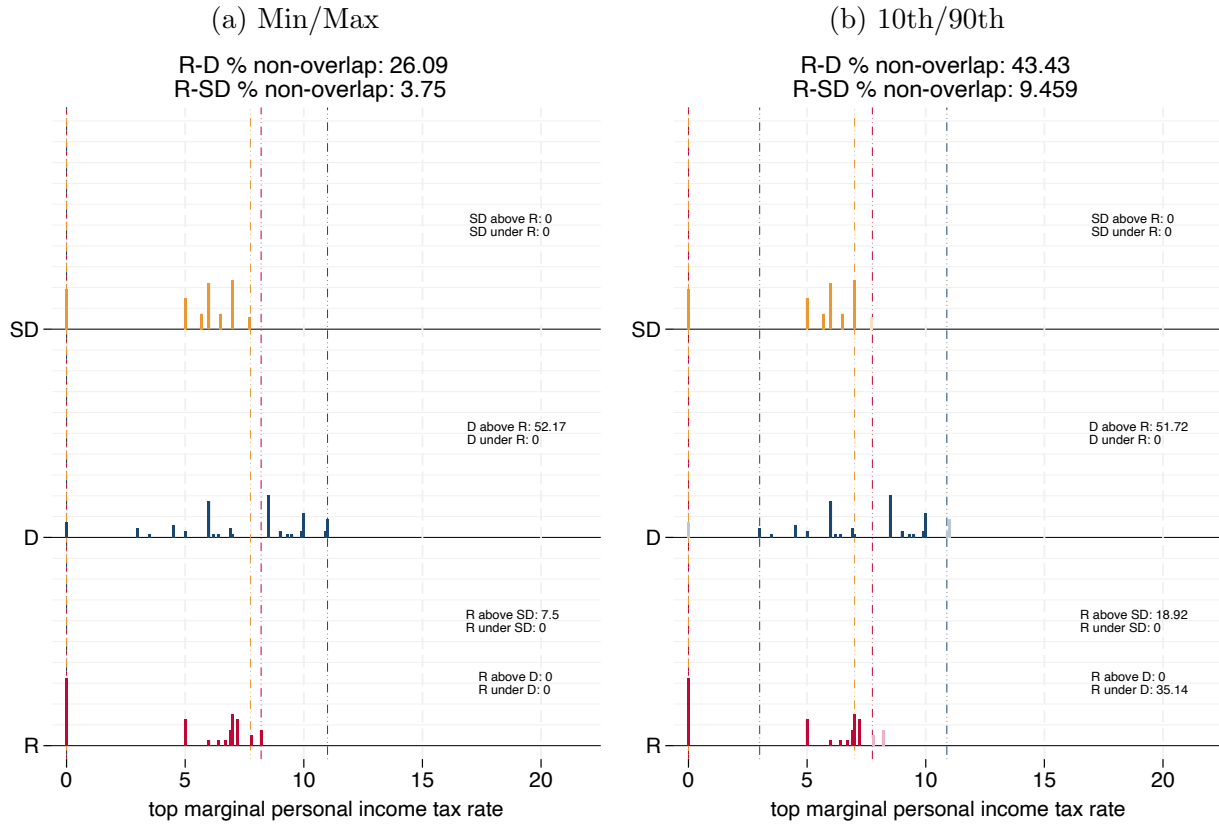 (a) Min/Max
R-D % non-overlap: 26.09
R-SD % non-overlap: 3.75
SD above R: 0
SD under R: 0
SD
D above R: 52.17
D under R: 0
D
R above SD: 7.5
R under SD: 0
R above D: 0
R under D: 0
R
0 5 10 15 20
top marginal personal income tax rate
(b) 10th/90th
R-D % non-overlap: 43.43
R-SD % non-overlap: 9.459
SD above R: 0
SD under R: 0
SD
D above R: 51.72
D under R: 0
D
R above SD: 18.92
R under SD: 0
R above D: 0
R under D: 35.14
R
0 5 10 15 20
top marginal personal income tax rate